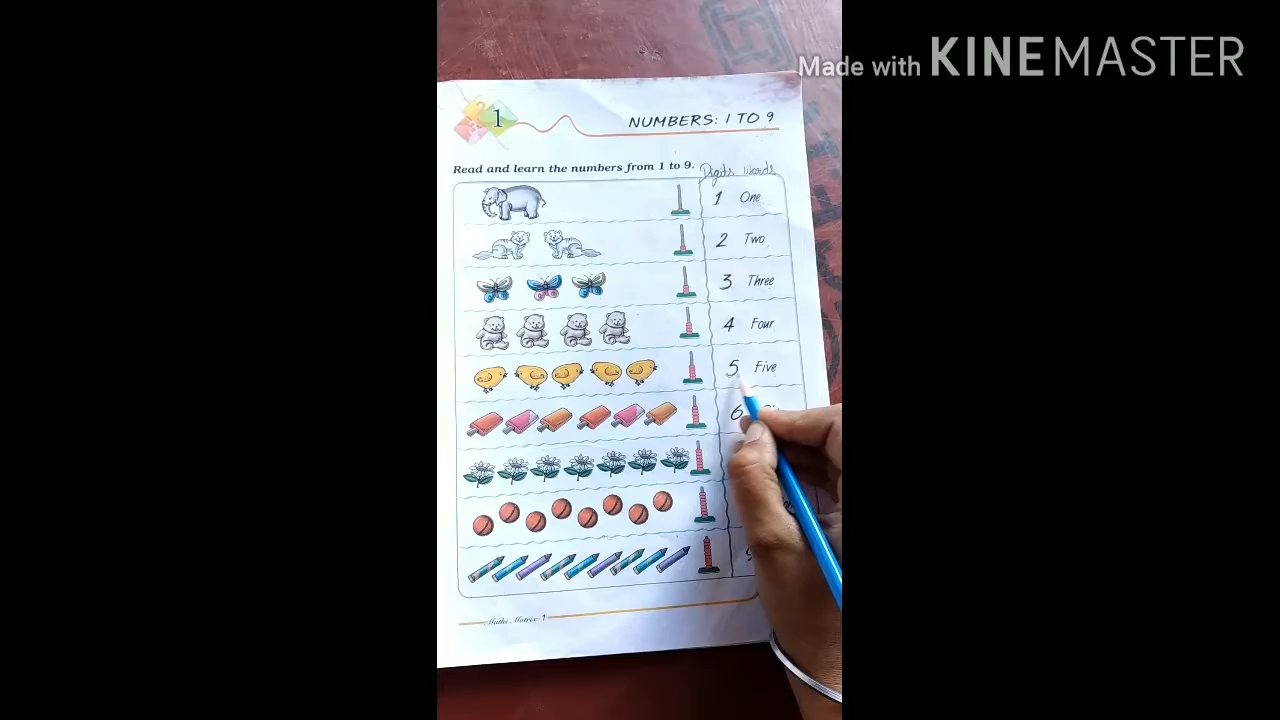 Made with KINEMASTER
1
NUMBERS: 1 TO 9
Read and learn the numbers from 1 to 9.
Digits Words
1 One
2 Two
3 Three
4 Four
5 Five
6
9
Maths Matrix-1